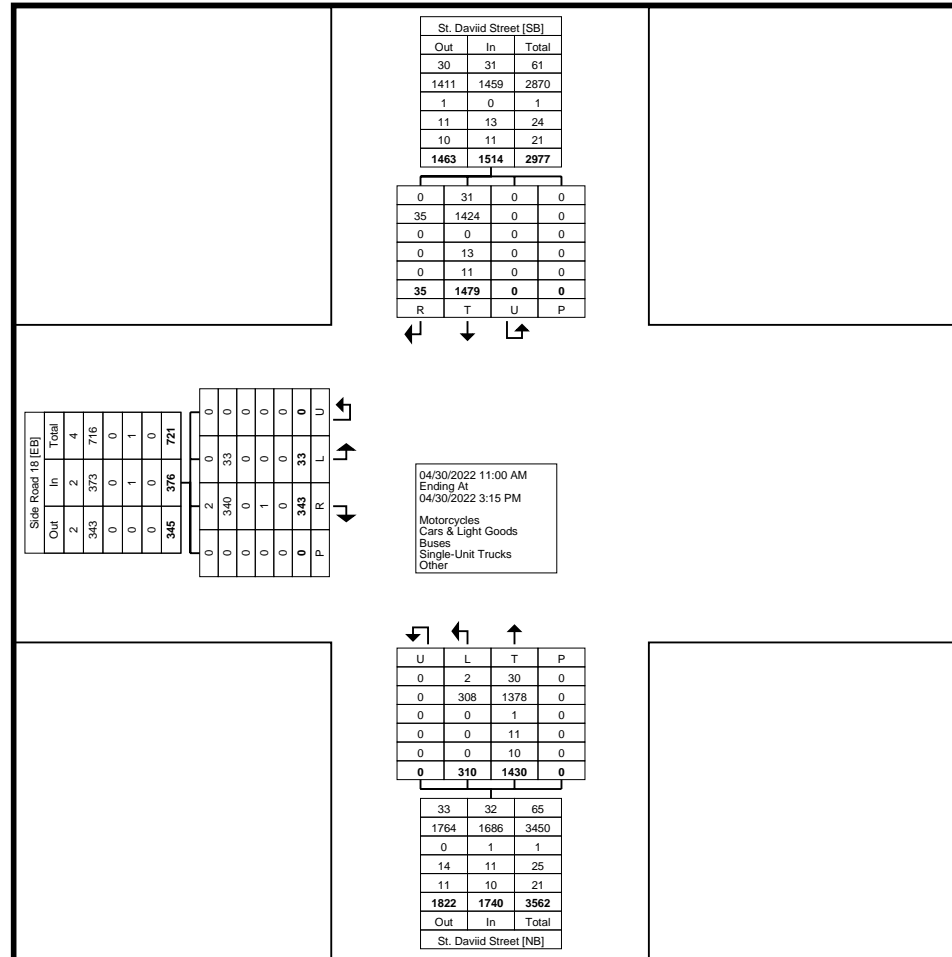 St. Daviid Street [SB]
Out In Total
30 31 61
1411 1459 2870
1 0 1
11 13 24
10 11 21
1463 1514 2977
0 31 0 0
35 1424 0 0
0 0 0 0
0 13 0 0
0 11 0 0
35 1479 0 0
R T U P
Side Road 18 [EB]
Out In Total
2 2 4
343 373 716
0 0 0
0 1 1
0 0 0
345 376 721
0 2 0 0
0 340 33 0
0 0 0 0
0 1 0 0
0 0 0 0
0 343 33 0
P R L U
04/30/2022 11:00 AM
Ending At
04/30/2022 3:15 PM
Motorcycles
Cars & Light Goods
Buses
Single-Unit Trucks
Other
U L T P
0 2 30 0
0 308 1378 0
0 0 1 0
0 0 11 0
0 0 10 0
0 310 1430 0
33 32 65
1764 1686 3450
0 1 1
14 11 25
11 10 21
1822 1740 3562
Out In Total
St. Daviid Street [NB]